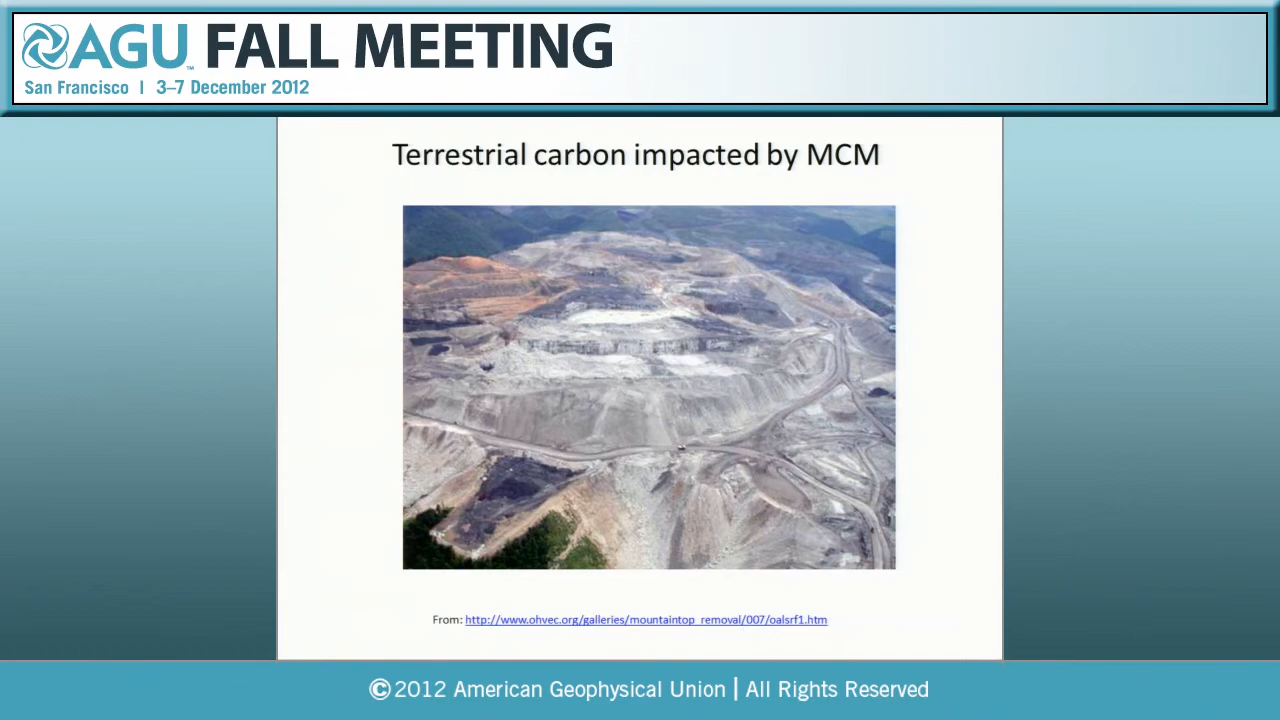 AGU™ FALL MEETING
San Francisco | 3–7 December 2012
Terrestrial carbon impacted by MCM
From: http://www.ohvec.org/galleries/mountaintop_removal/007/oalsrf1.htm
©2012 American Geophysical Union | All Rights Reserved